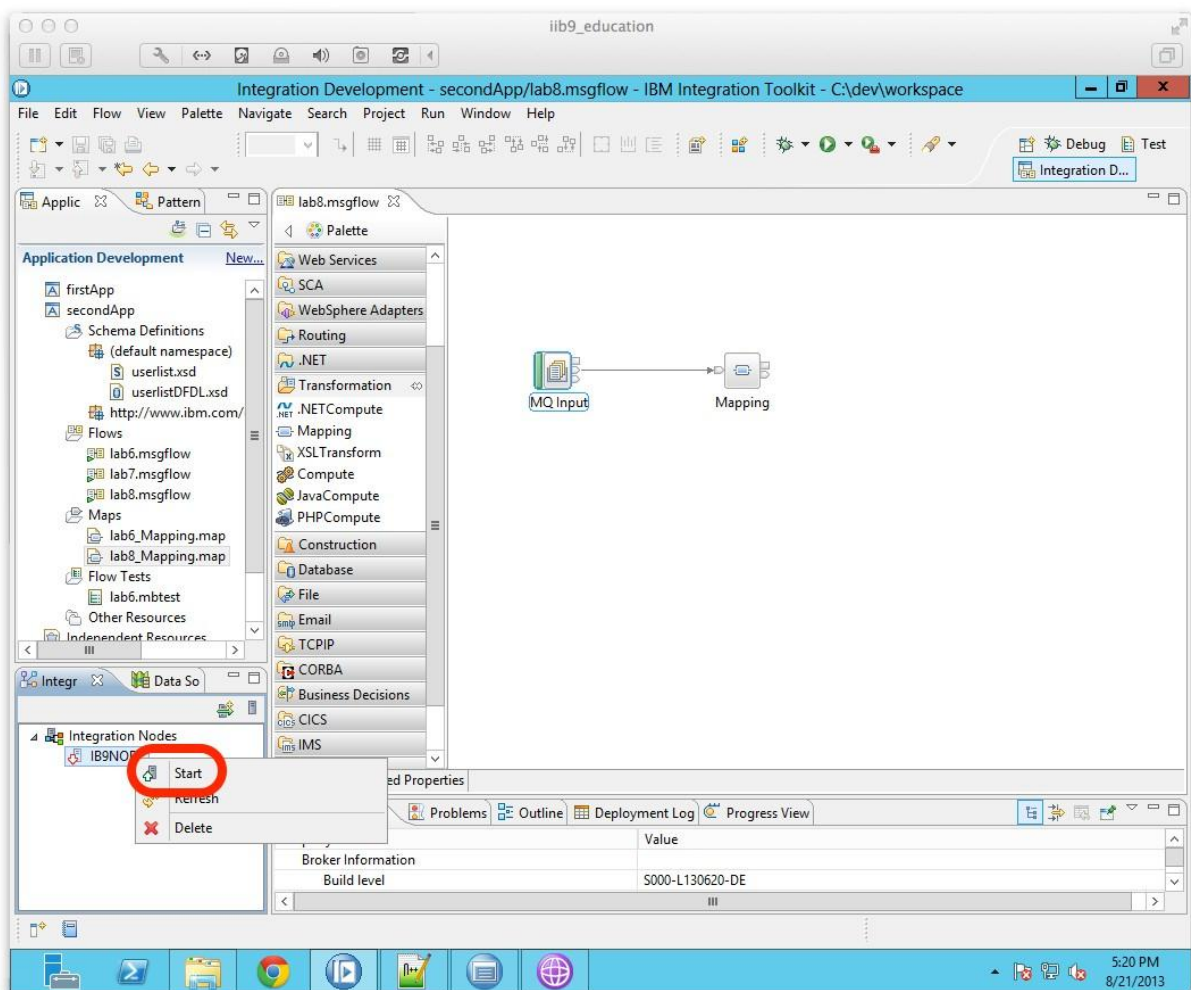 iib9_education
Integration Development - secondApp/lab8.msgflow - IBM Integration Toolkit - C:\dev\workspace
File Edit Flow View Palette Navigate Search Project Run Window Help
Debug Test
Integration D...
Applic Pattern
Application Development New...
firstApp
secondApp
Schema Definitions
(default namespace)
userlist.xsd
userlistDFDL.xsd
http://www.ibm.com/
Flows
lab6.msgflow
lab7.msgflow
lab8.msgflow
Maps
lab6_Mapping.map
lab8_Mapping.map
Flow Tests
lab6.mbtest
Other Resources
Independent Resources
lab8.msgflow
Palette
Web Services
SCA
WebSphere Adapters
Routing
.NET
Transformation
.NETCompute
Mapping
XSLTransform
Compute
JavaCompute
PHPCompute
Construction
Database
File
Email
TCPIP
CORBA
Business Decisions
CICS
IMS
MQ Input Mapping
Integr Data So
Integration Nodes
IB9NO
Start
Refresh
Delete
ed Properties
Problems Outline Deployment Log Progress View
Value
Broker Information
Build level S000-L130620-DE
5:20 PM
8/21/2013